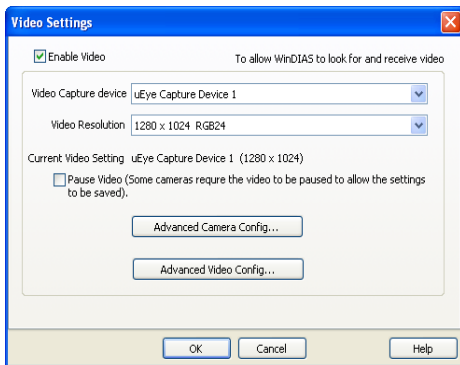 Video Settings
Enable Video To allow WinDIAS to look for and receive video
Video Capture device uEye Capture Device 1
Video Resolution 1280 x 1024 RGB24
Current Video Setting uEye Capture Device 1 (1280 x 1024)
Pause Video (Some cameras requre the video to be paused to allow the settings
to be saved).
Advanced Camera Config...
Advanced Video Config...
OK Cancel Help